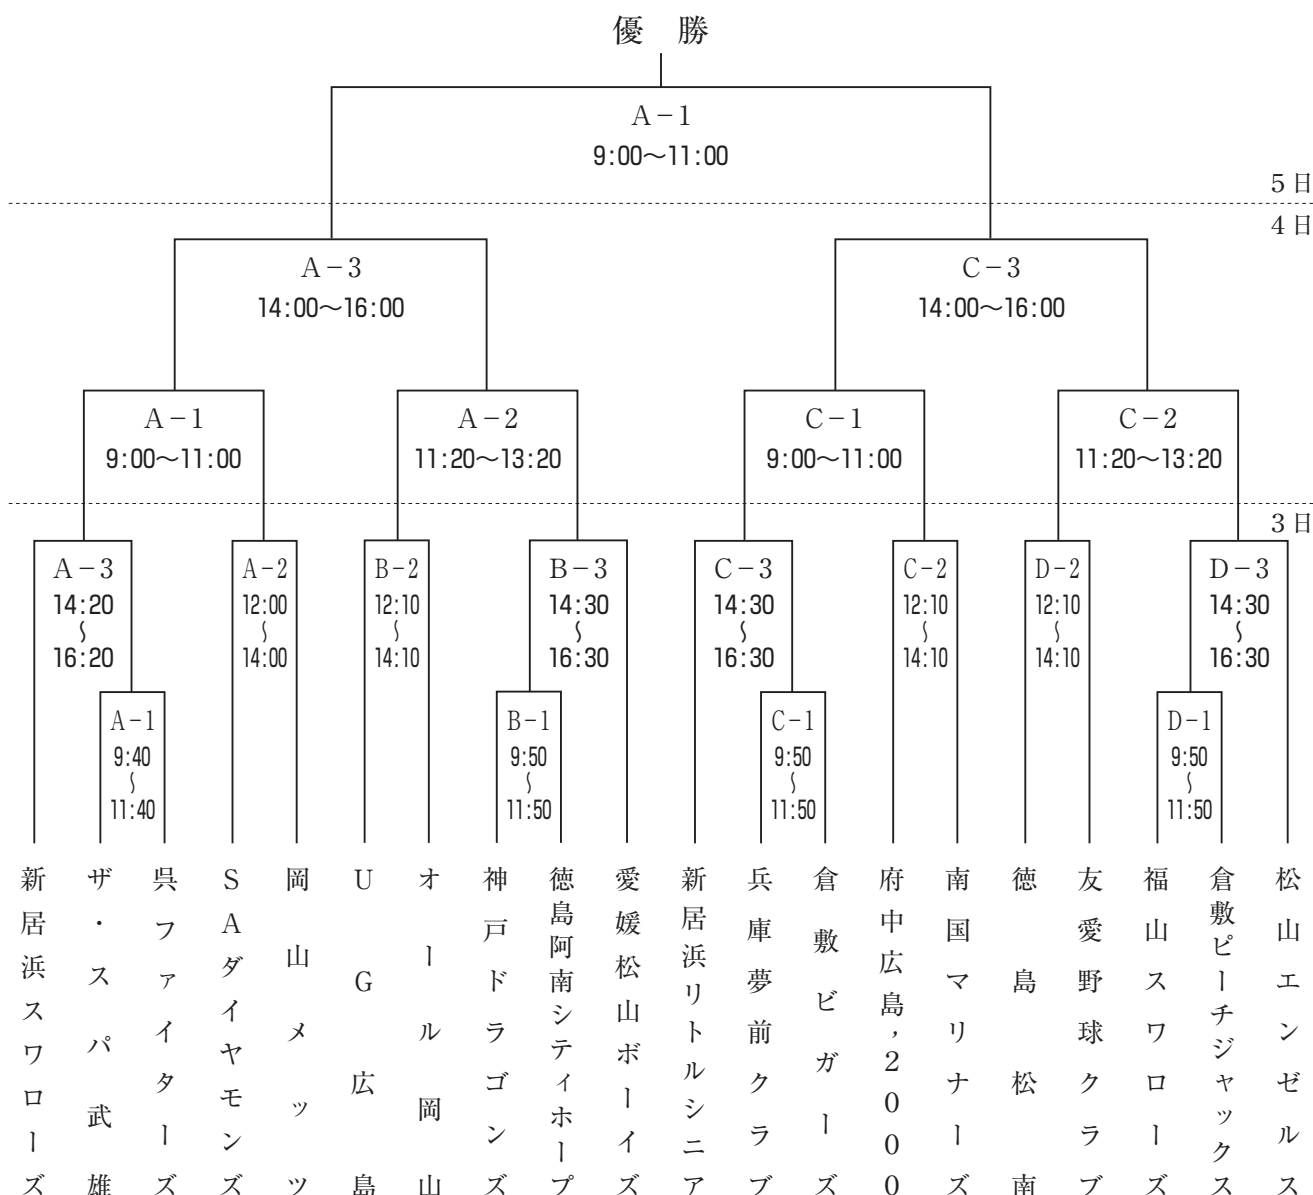 優　勝
A−1
9:00〜11:00
5日
4日
A−3
14:00〜16:00
C−3
14:00〜16:00
A−1
9:00〜11:00
A−2
11:20〜13:20
C−1
9:00〜11:00
C−2
11:20〜13:20
3日
A−3
14:20
〜
16:20
A−2
12:00
〜
14:00
B−2
12:10
〜
14:10
B−3
14:30
〜
16:30
C−3
14:30
〜
16:30
C−2
12:10
〜
14:10
D−2
12:10
〜
14:10
D−3
14:30
〜
16:30
A−1
9:40
〜
11:40
B−1
9:50
〜
11:50
C−1
9:50
〜
11:50
D−1
9:50
〜
11:50
新居浜スワローズ
ザ・スパ武雄
呉ファイターズ
SAダイヤモンズ
岡山メッツ
UG広島
オール岡山
神戸ドラゴンズ
徳島阿南シティホープ
愛媛松山ボーイズ
新居浜リトルシニア
兵庫夢前クラブ
倉敷ビガーズ
府中広島,2000
南国マリナーズ
徳島松南
友愛野球クラブ
福山スワローズ
倉敷ピーチジャックス
松山エンゼルス